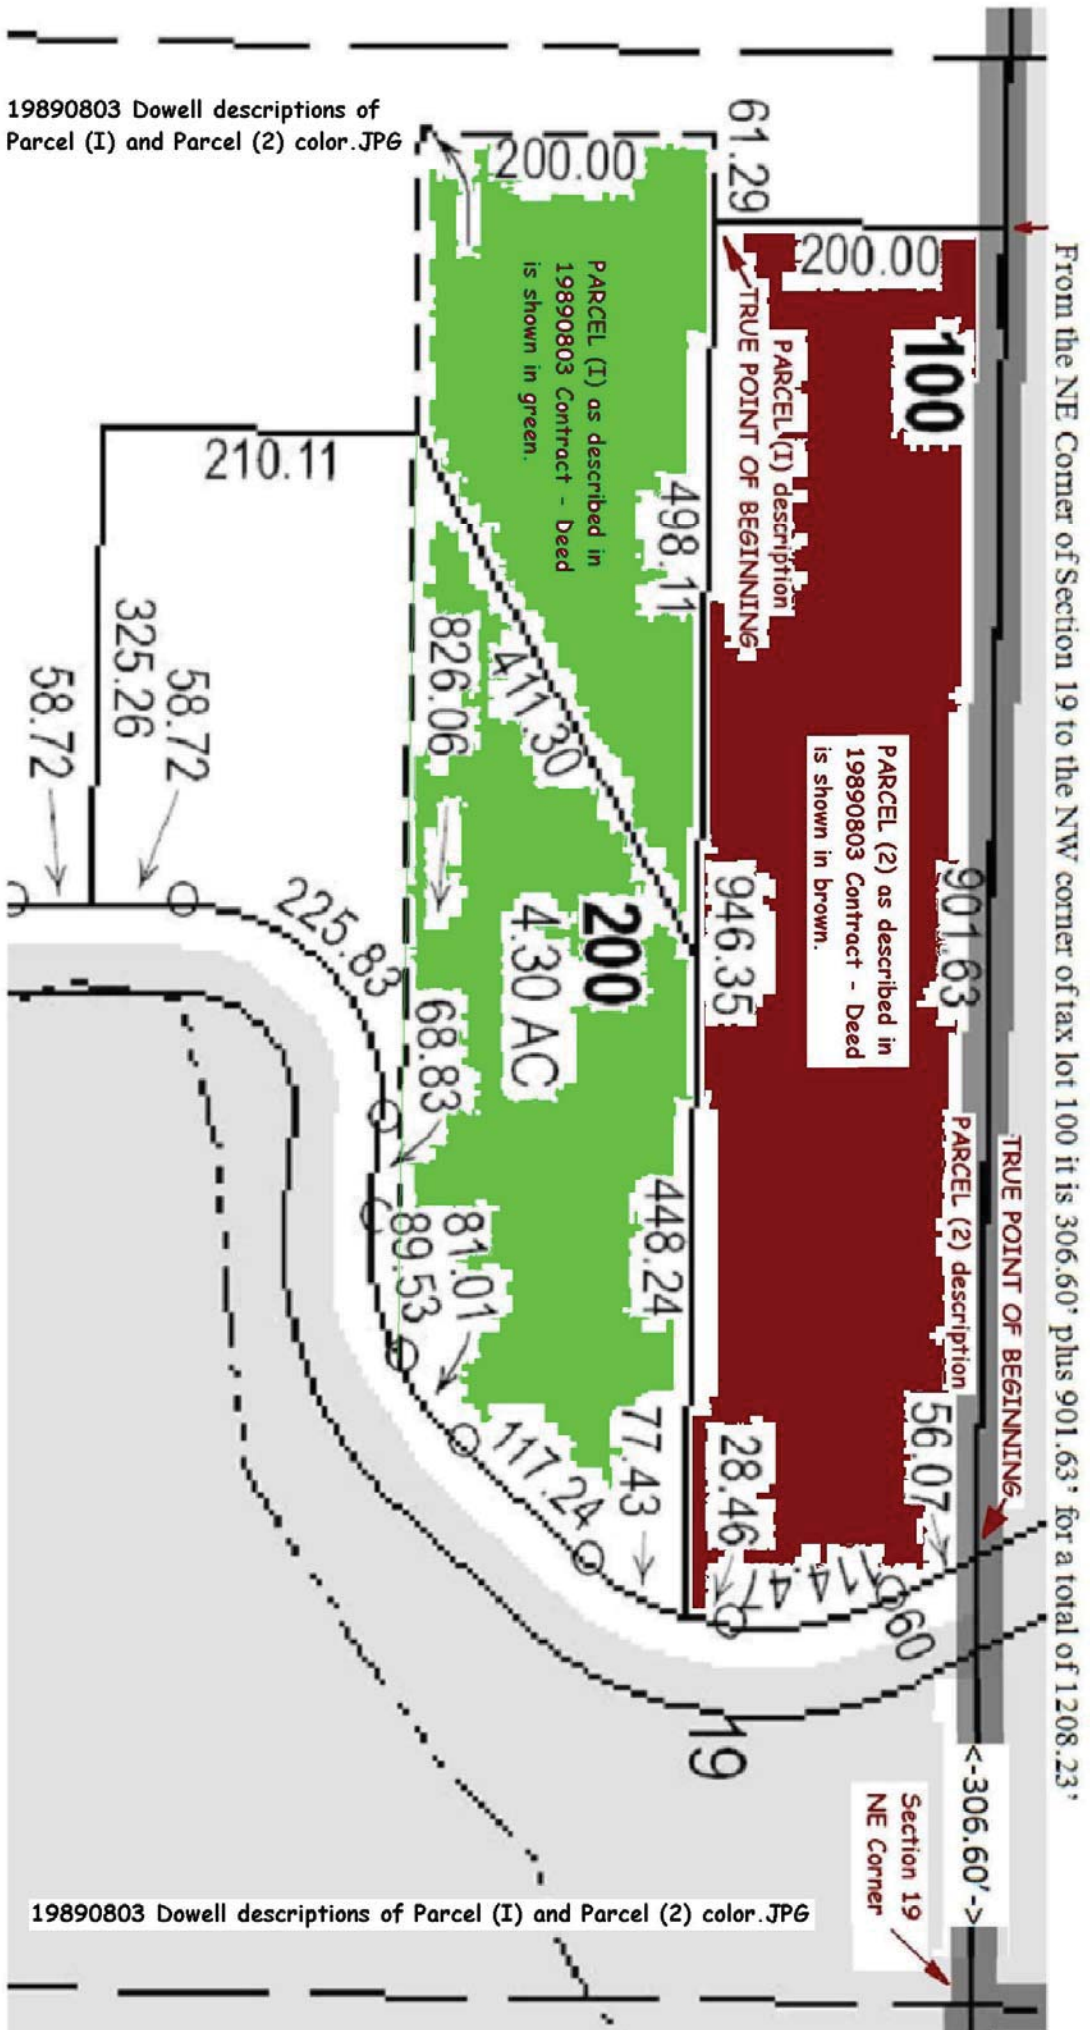 From the NE Corner of Section 19 to the NW corner of tax lot 100 it is 306.60' plus 901.63' for a total of 1208.23'
19890803 Dowell descriptions of
Parcel (I) and Parcel (2) color.JPG
61.29
200.00
200.00
100
901.63
TRUE POINT OF BEGINNING
PARCEL (2) description
56.07
<-306.60'->
Section 19
NE Corner
PARCEL (I) description
TRUE POINT OF BEGINNING
PARCEL (2) as described in
19890803 Contract - Deed
is shown in brown.
946.35
28.46
114.47
60
19
PARCEL (I) as described in
19890803 Contract - Deed
is shown in green.
498.11
411.30
826.06
200
4.30 AC
448.24
77.43
117.24
81.01
89.53
68.83
225.83
210.11
325.26
58.72
58.72
19890803 Dowell descriptions of Parcel (I) and Parcel (2) color.JPG